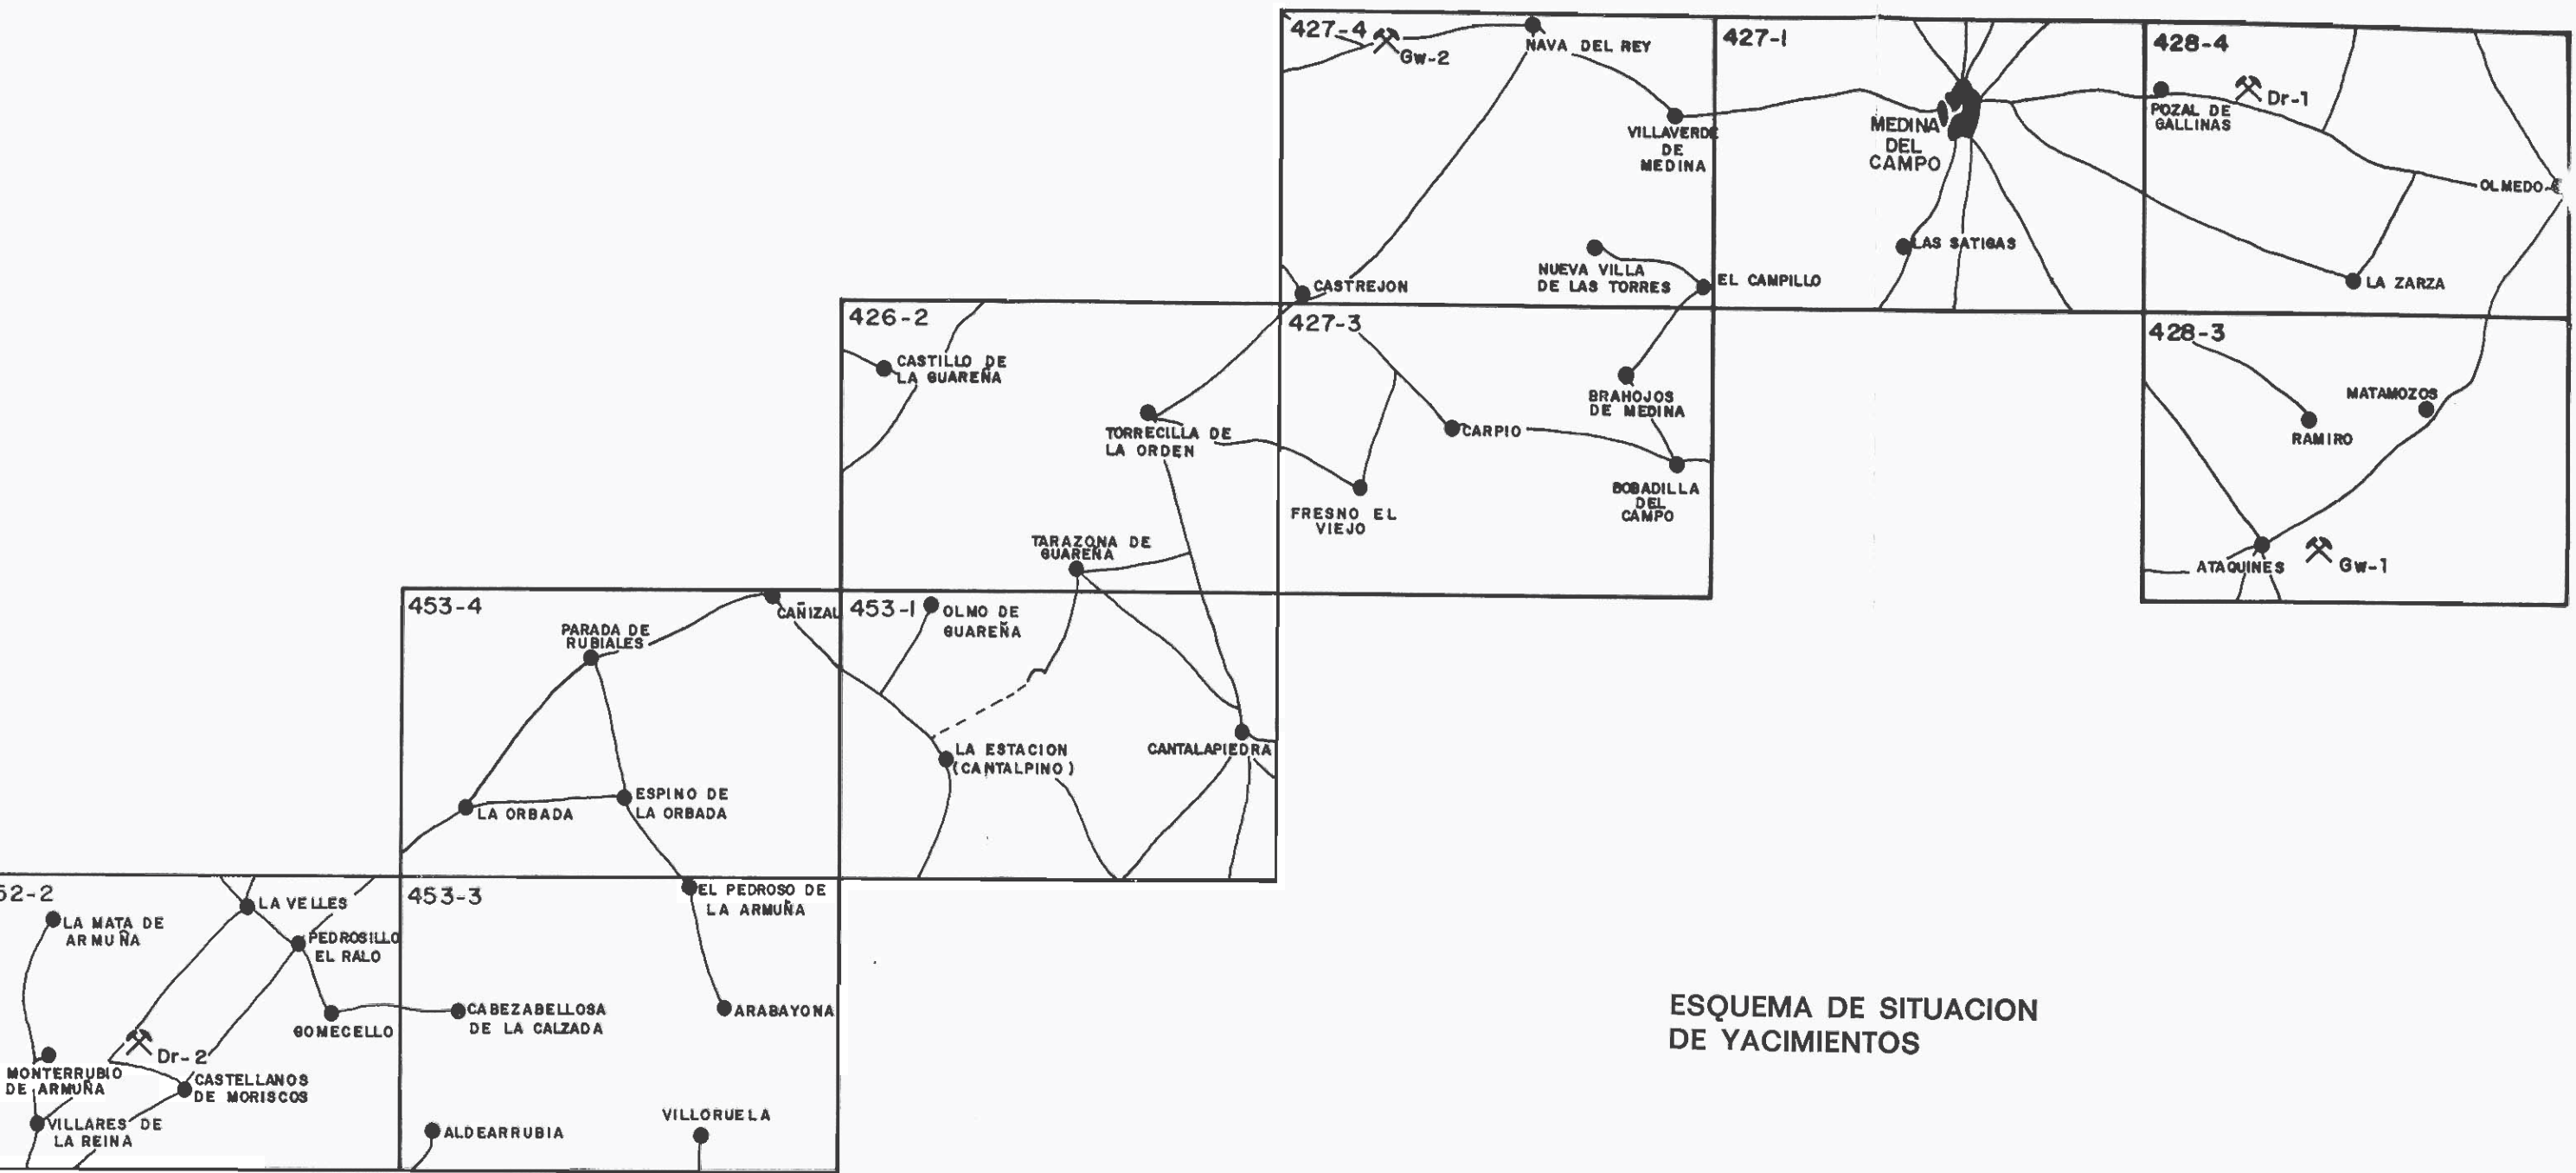 427-4
Gw-2
NAVA DEL REY
VILLAVERDE
DE
MEDINA
NUEVA VILLA
DE LAS TORRES
CASTREJON
427-1
MEDINA
DEL
CAMPO
LAS SATIGAS
EL CAMPILLO
428-4
POZAL DE
GALLINAS
Dr-1
OLMEDO
LA ZARZA
426-2
CASTILLO DE
LA GUAREÑA
TORRECILLA DE
LA ORDEN
TARAZONA DE
GUAREÑA
427-3
BRAHOJOS
DE MEDINA
CARPIO
BOBADILLA
DEL
CAMPO
FRESNO EL
VIEJO
428-3
MATAMOZOS
RAMIRO
ATAQUINES
Gw-1
453-4
CAÑIZAL
PARADA DE
RUBIALES
ESPINO DE
LA ORBADA
LA ORBADA
453-1
OLMO DE
GUAREÑA
LA ESTACION
(CANTALPINO)
CANTALAPIEDRA
52-2
LA VELLES
LA MATA DE
ARMUÑA
PEDROSILLO
EL RALO
GOMECELLO
Dr-2
MONTERRUBIO
DE ARMUÑA
CASTELLANOS
DE MORISCOS
VILLARES DE
LA REINA
453-3
EL PEDROSO DE
LA ARMUÑA
CABEZABELLOSA
DE LA CALZADA
ARABAYONA
ALDEARRUBIA
VILLORUELA
ESQUEMA DE SITUACION
DE YACIMIENTOS